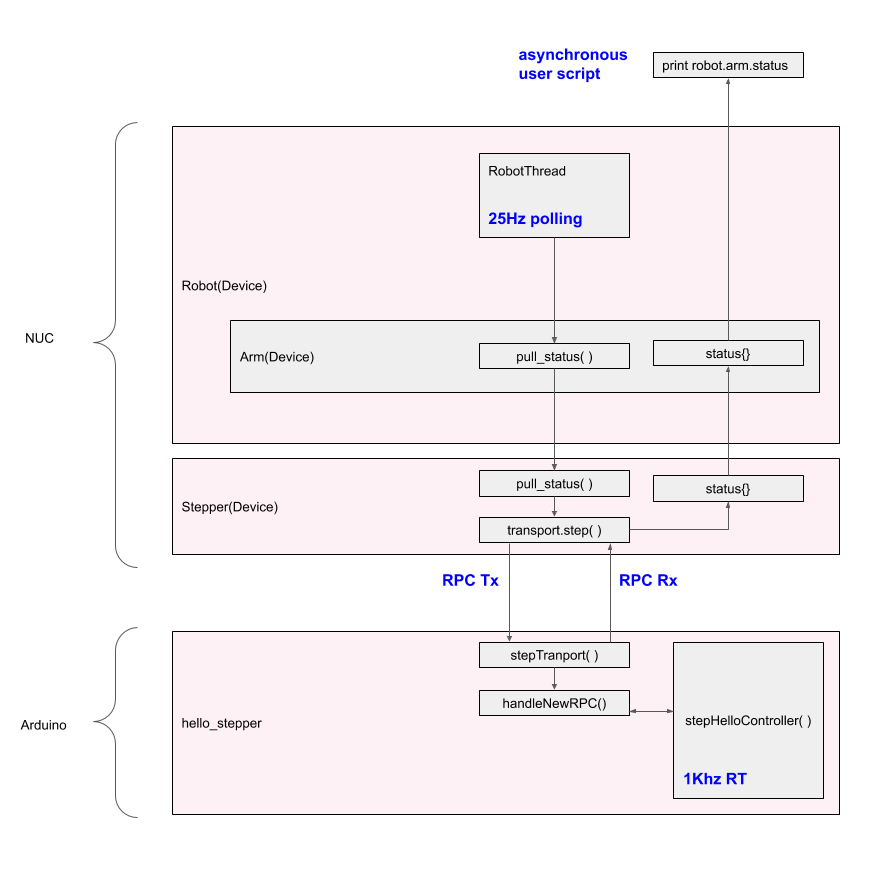 asynchronous
user script
print robot.arm.status
RobotThread
25Hz polling
Robot(Device)
NUC
Arm(Device)
pull_status( )
status{}
Stepper(Device)
pull_status( )
status{}
transport.step( )
RPC Tx
RPC Rx
stepTranport( )
handleNewRPC()
Arduino
hello_stepper
stepHelloController( )
1Khz RT